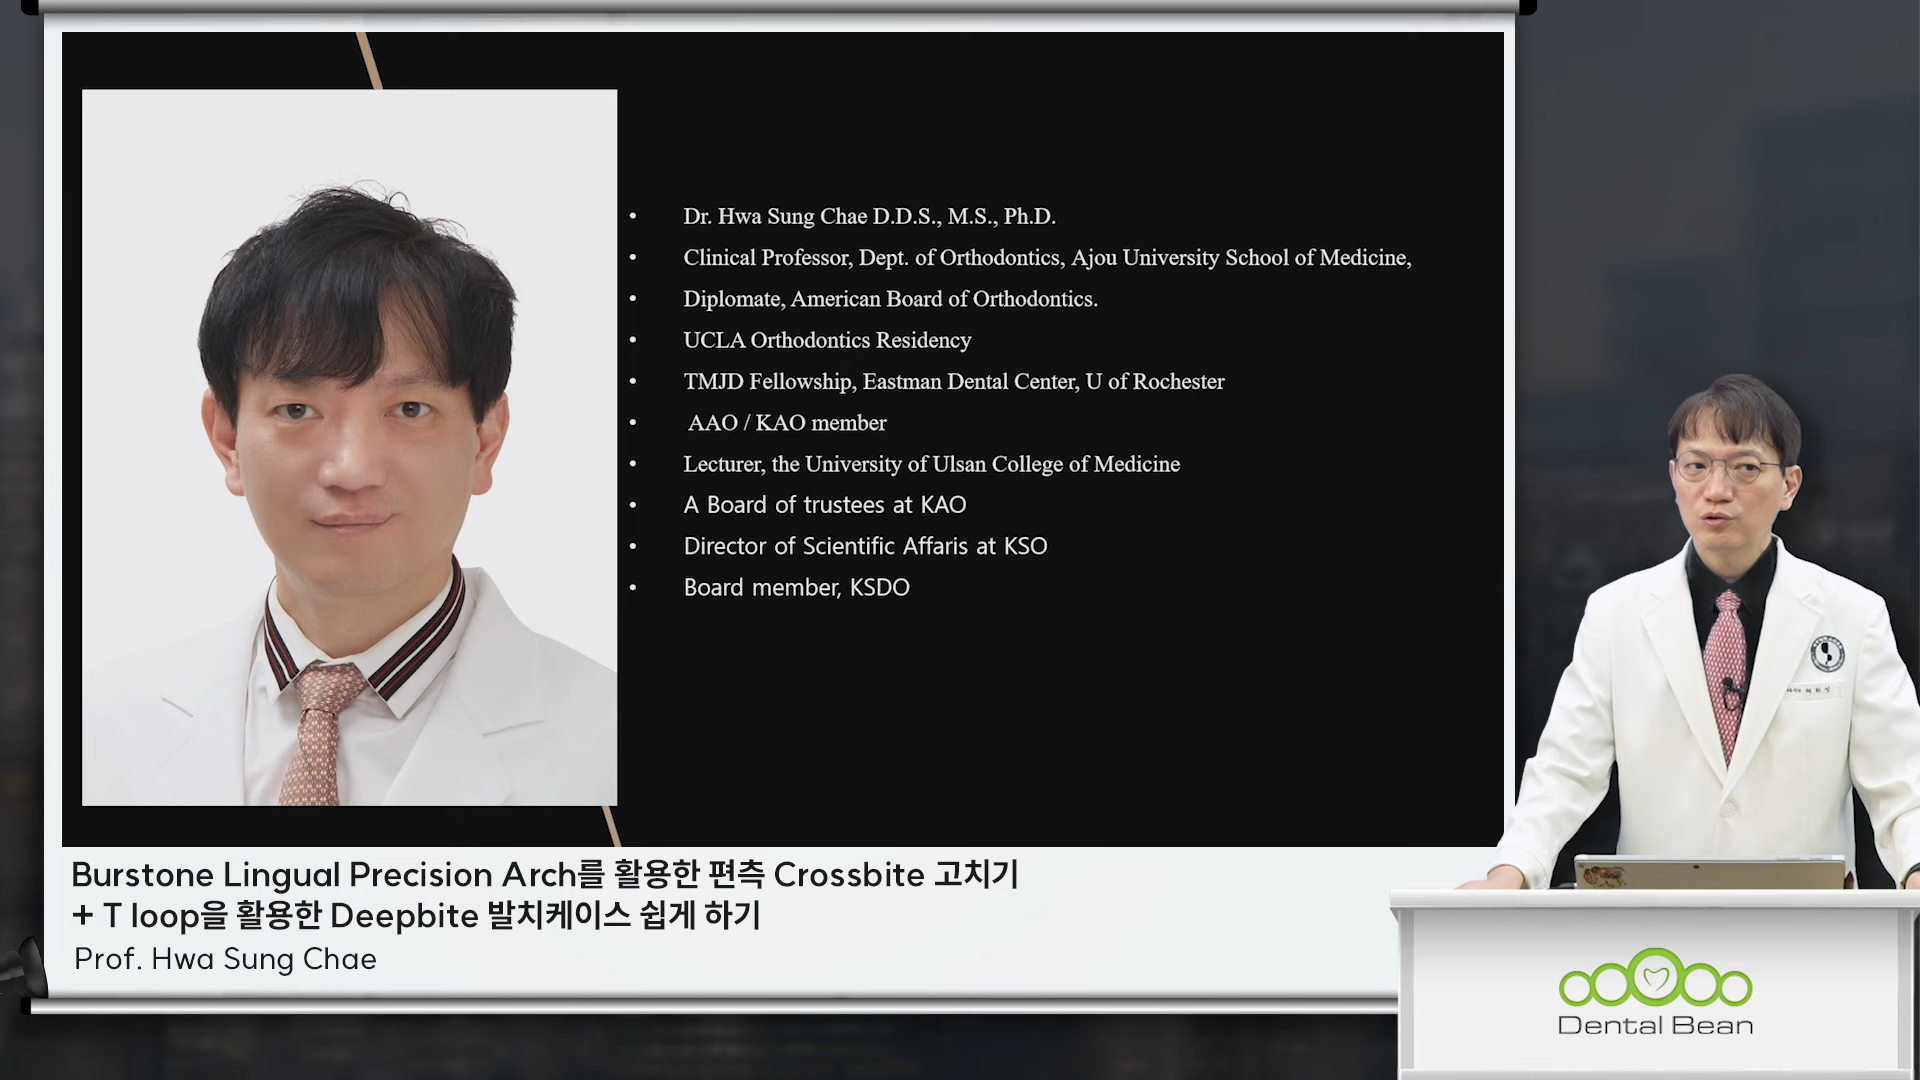 • Dr. Hwa Sung Chae D.D.S., M.S., Ph.D.
• Clinical Professor, Dept. of Orthodontics, Ajou University School of Medicine,
• Diplomate, American Board of Orthodontics.
• UCLA Orthodontics Residency
• TMJD Fellowship, Eastman Dental Center, U of Rochester
• AAO / KAO member
• Lecturer, the University of Ulsan College of Medicine
• A Board of trustees at KAO
• Director of Scientific Affaris at KSO
• Board member, KSDO
Burstone Lingual Precision Arch를 활용한 편측 Crossbite 고치기
+ T loop을 활용한 Deepbite 발치케이스 쉽게 하기
Prof. Hwa Sung Chae
Dental Bean